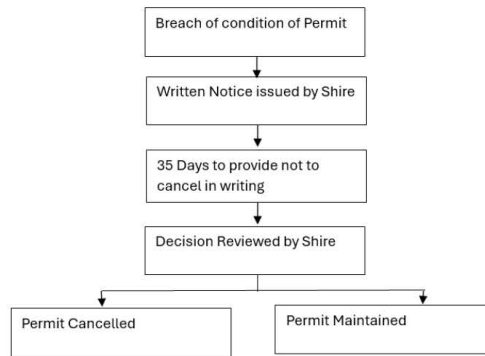 Breach of condition of Permit
Written Notice issued by Shire
35 Days to provide not to
cancel in writing
Decision Reviewed by Shire
Permit Cancelled
Permit Maintained